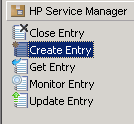 HP Service Manager
Close Entry
Create Entry
Get Entry
Monitor Entry
Update Entry